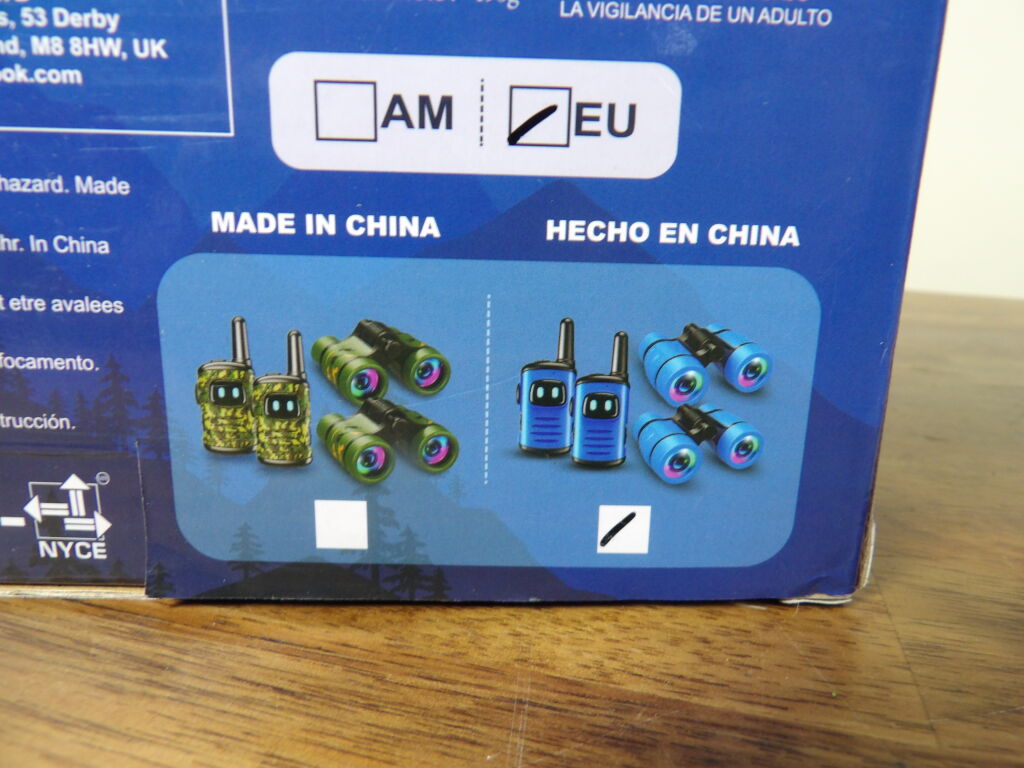 s, 53 Derby
nd, M8 8HW, UK
ok.com
LA VIGILANCIA DE UN ADULTO
AM
EU
hazard. Made
hr. In China
t etre avalees
focamento.
trucción.
MADE IN CHINA
HECHO EN CHINA
NYCE